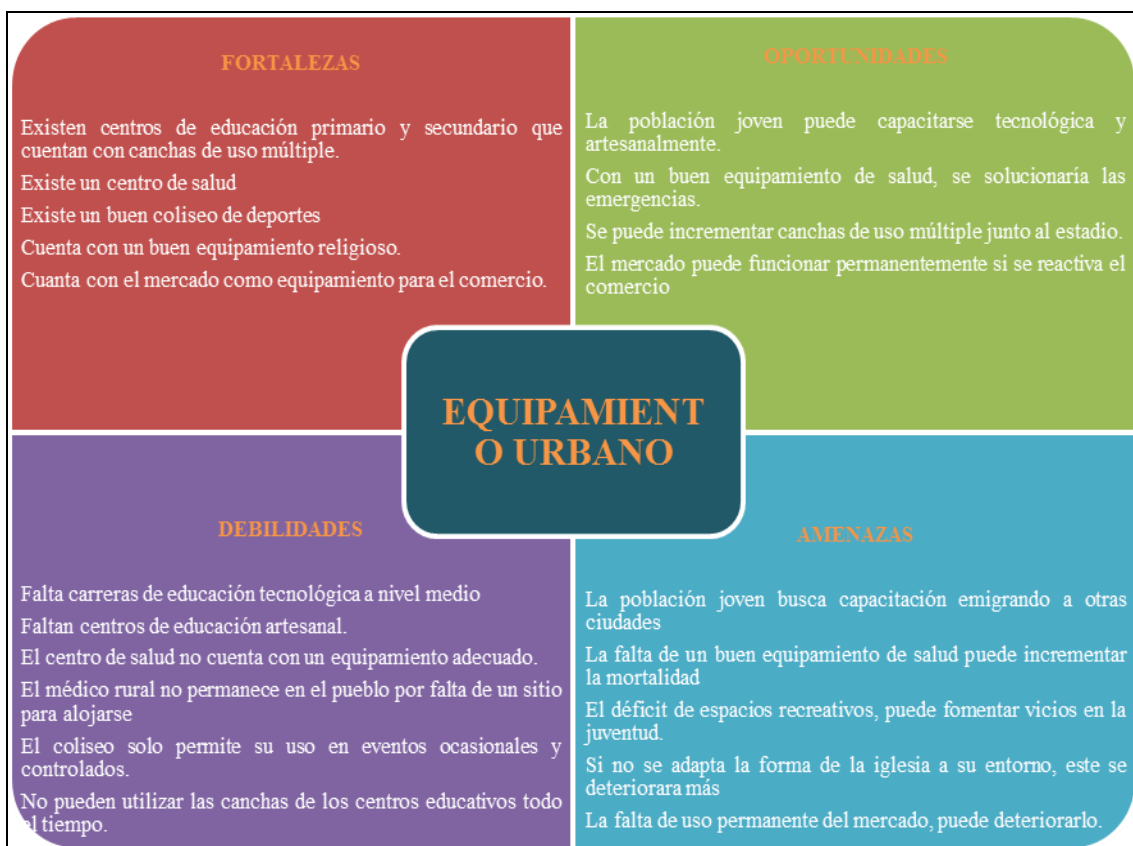 FORTALEZAS
Existen centros de educación primario y secundario que
cuentan con canchas de uso múltiple.
Existe un centro de salud
Existe un buen coliseo de deportes
Cuenta con un buen equipamiento religioso.
Cuanta con el mercado como equipamiento para el comercio.
OPORTUNIDADES
La población joven puede capacitarse tecnológica y
artesanalmente.
Con un buen equipamiento de salud, se solucionaría las
emergencias.
Se puede incrementar canchas de uso múltiple junto al estadio.
El mercado puede funcionar permanentemente si se reactiva el
comercio
EQUIPAMIENT
O URBANO
DEBILIDADES
Falta carreras de educación tecnológica a nivel medio
Faltan centros de educación artesanal.
El centro de salud no cuenta con un equipamiento adecuado.
El médico rural no permanece en el pueblo por falta de un sitio
para alojarse
El coliseo solo permite su uso en eventos ocasionales y
controlados.
No pueden utilizar las canchas de los centros educativos todo
el tiempo.
AMENAZAS
La población joven busca capacitación emigrando a otras
ciudades
La falta de un buen equipamiento de salud puede incrementar
la mortalidad
El déficit de espacios recreativos, puede fomentar vicios en la
juventud.
Si no se adapta la forma de la iglesia a su entorno, este se
deteriorara más
La falta de uso permanente del mercado, puede deteriorarlo.